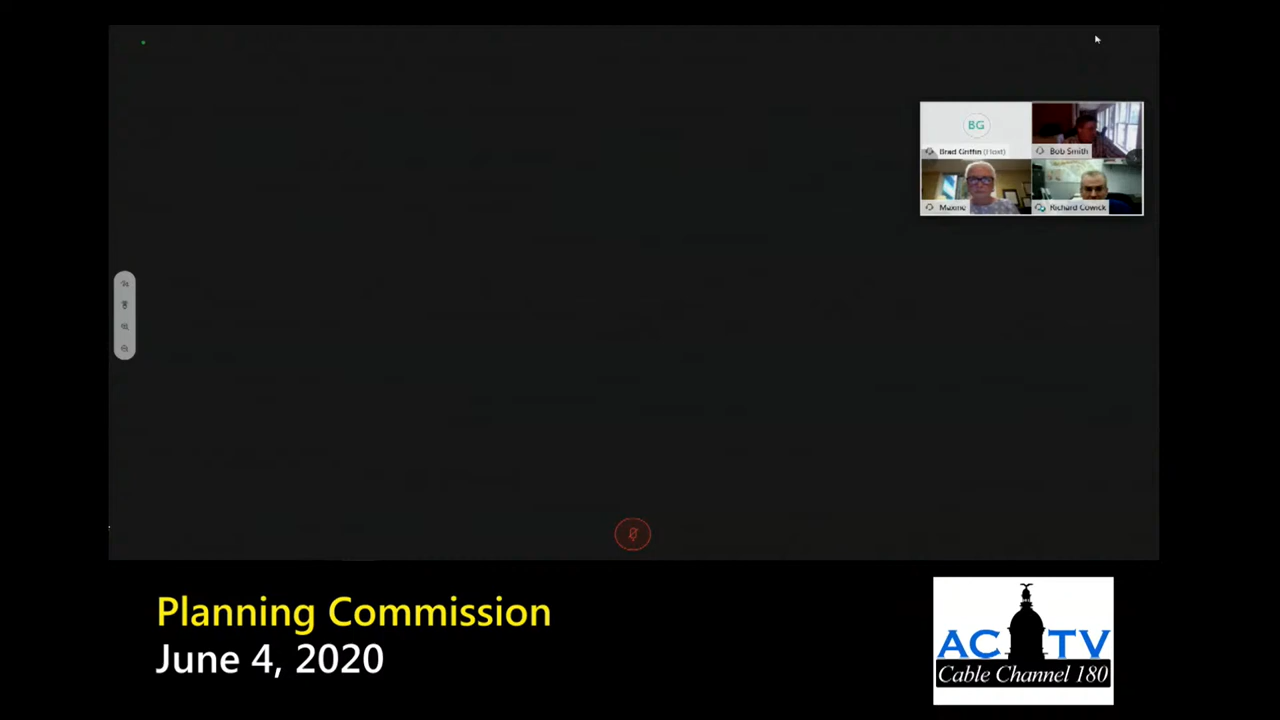 BG
Brad Griffin (Host)
Bob Smith
Maxine
Richard Cowick
Planning Commission
June 4, 2020
AC TV
Cable Channel 180